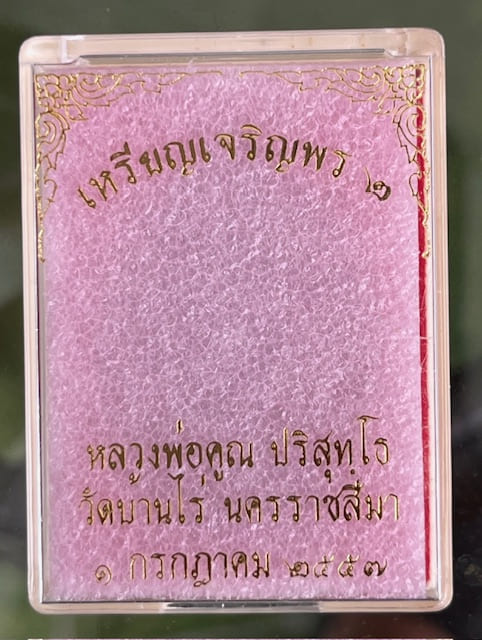 เหรียญเจริญพร ๒
หลวงพ่อคูณ ปริสุทฺโธ
วัดบ้านไร่ นครราชสีมา
๑ กรกฎาคม ๒๕๕๗